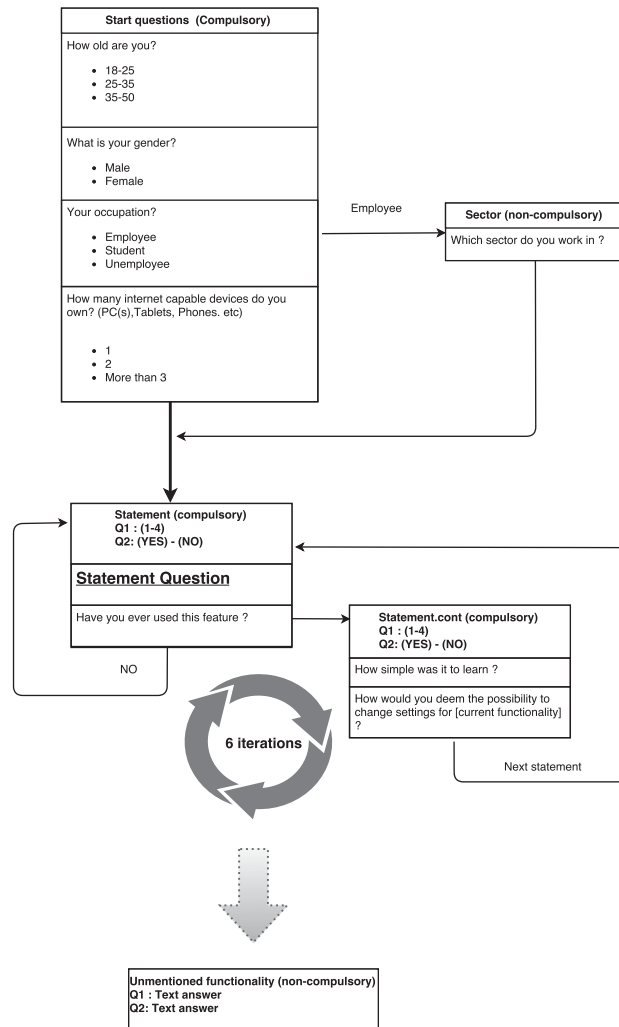 Start questions (Compulsory)
How old are you?
• 18-25
• 25-35
• 35-50
What is your gender?
• Male
• Female
Your occupation?
• Employee
• Student
• Unemployee
How many internet capable devices do you
own? (PC(s),Tablets, Phones. etc)
• 1
• 2
• More than 3
Employee
Sector (non-compulsory)
Which sector do you work in ?
Statement (compulsory)
Q1 : (1-4)
Q2: (YES) - (NO)
Statement Question
Have you ever used this feature ?
NO
Statement.cont (compulsory)
Q1 : (1-4)
Q2: (YES) - (NO)
How simple was it to learn ?
How would you deem the possibility to
change settings for [current functionality]
?
Next statement
6 iterations
Unmentioned functionality (non-compulsory)
Q1 : Text answer
Q2: Text answer